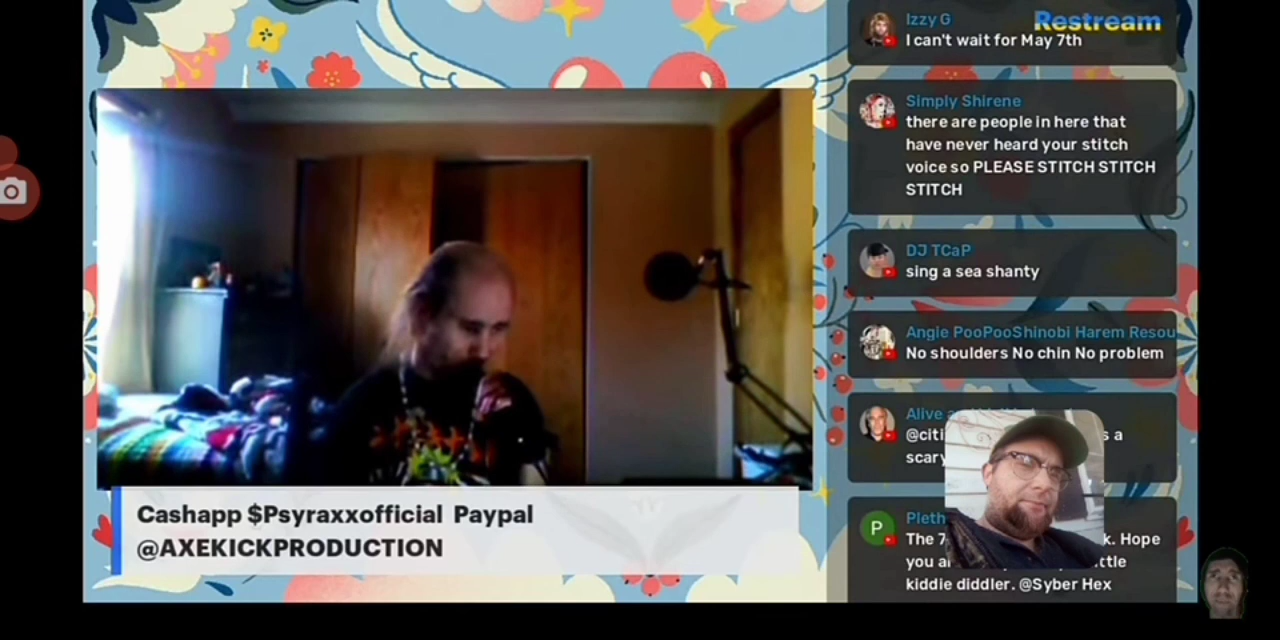 Restream
Izzy G
I can't wait for May 7th
Simply Shirene
there are people in here that
have never heard your stitch
voice so PLEASE STITCH STITCH
STITCH
DJ TCaP
sing a sea shanty
Angie PooPooShinobi Harem Resou
No shoulders No chin No problem
Alive
s a
scary
P
Pleth
The 7 k. Hope
you ttle
kiddie diddler. @Syber Hex
Cashapp $Psyraxxofficial Paypal
@AXEKICKPRODUCTION